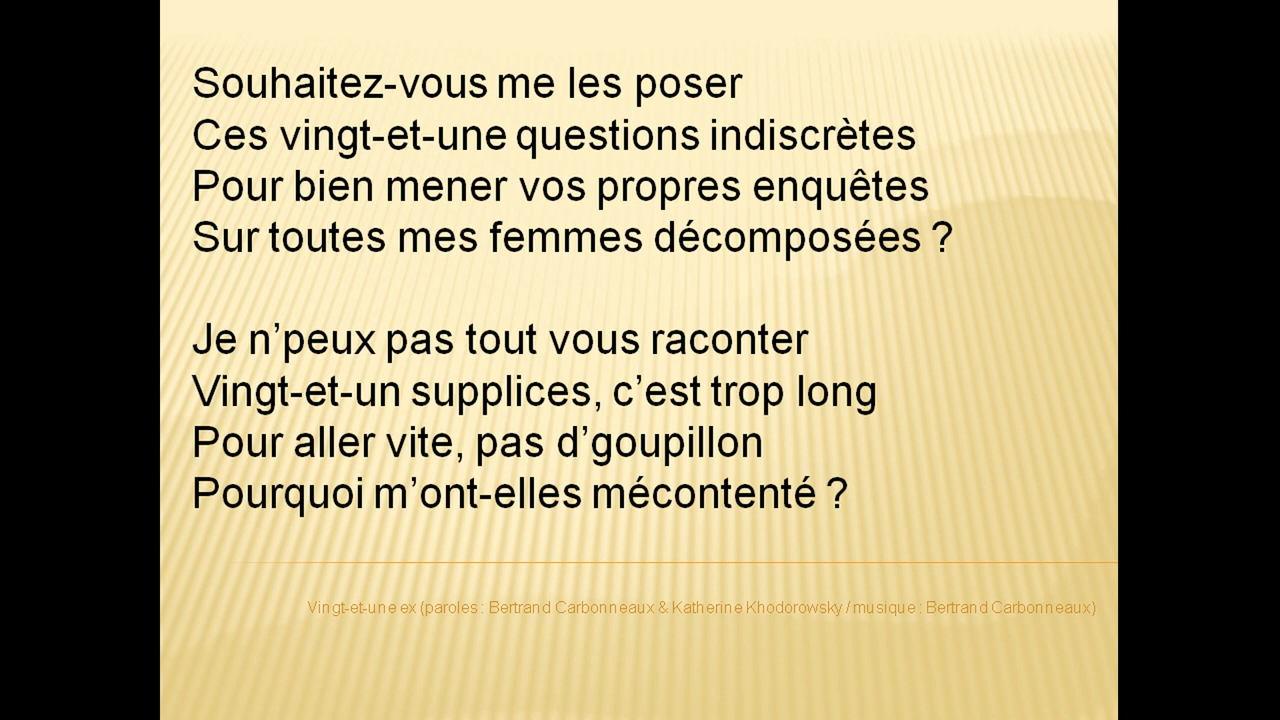 Souhaitez-vous me les poser
Ces vingt-et-une questions indiscrètes
Pour bien mener vos propres enquêtes
Sur toutes mes femmes décomposées ?
Je n’peux pas tout vous raconter
Vingt-et-un supplices, c’est trop long
Pour aller vite, pas d’goupillon
Pourquoi m’ont-elles mécontenté ?
Vingt-et-une ex (paroles : Bertrand Carbonneaux & Katherine Khodorowsky / musique : Bertrand Carbonneaux)